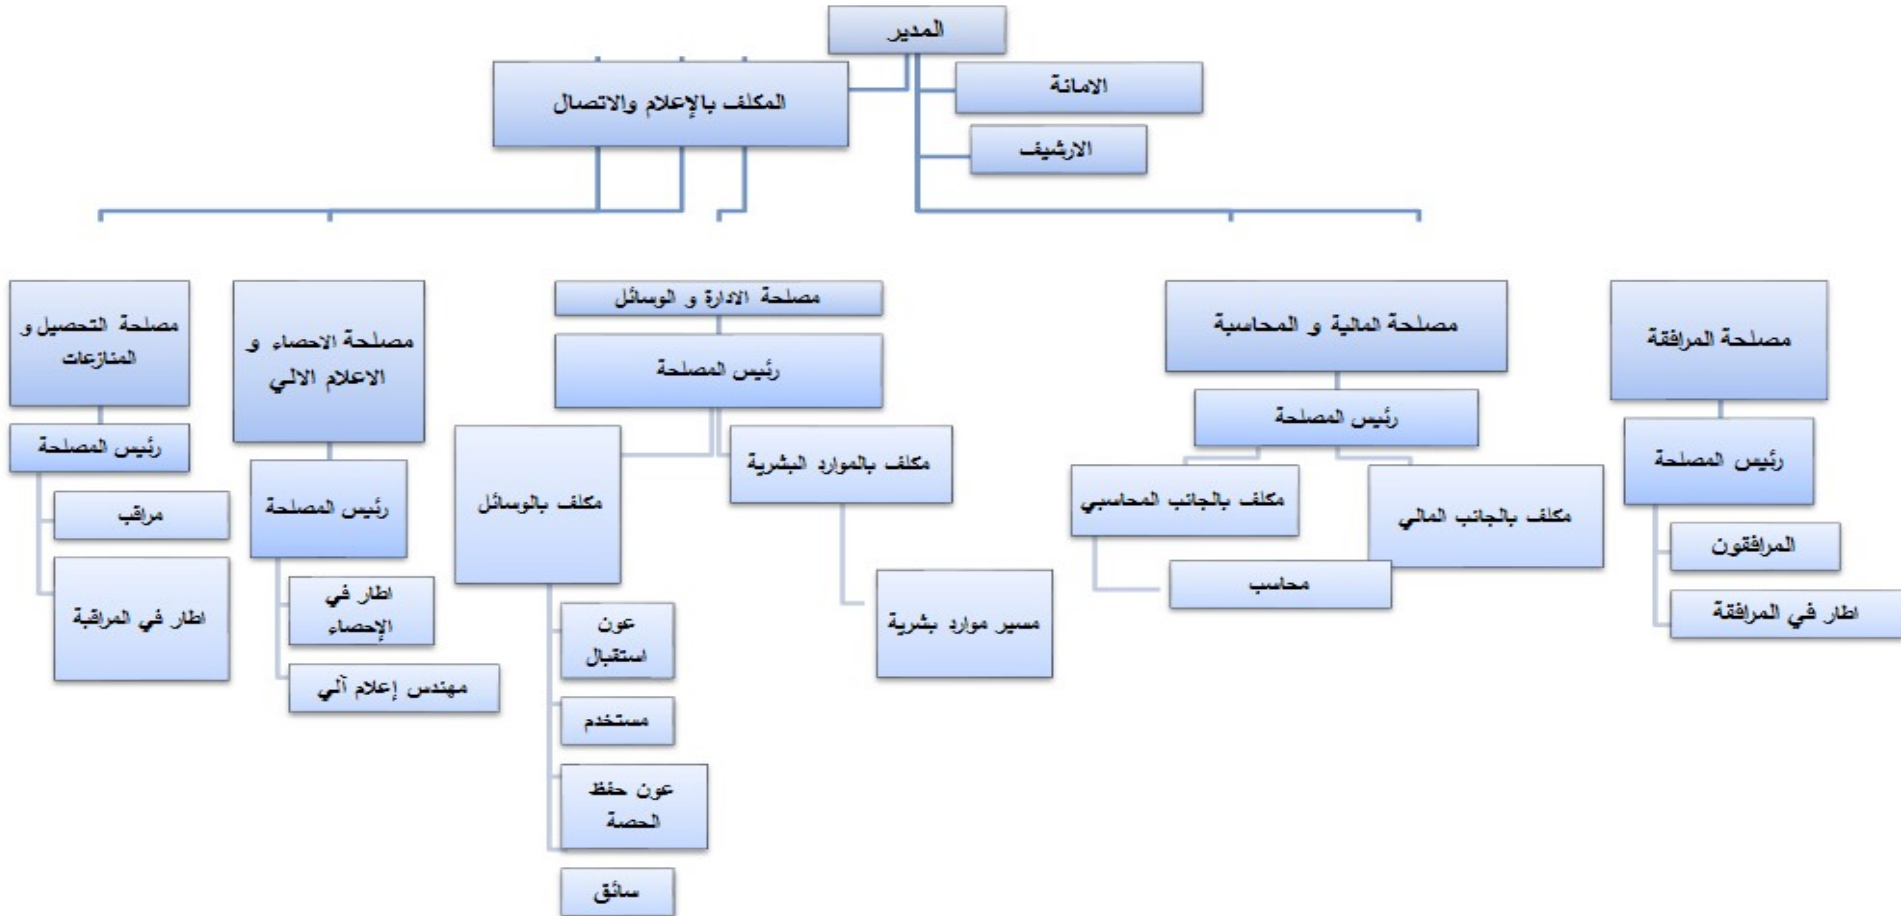 المدير
الامانة
المكلف بالإعلام والاتصال
الارشيف
مصلحة المرافقة
رئيس المصلحة
المرافقون
اطار في المرافقة
مصلحة المالية و المحاسبة
رئيس المصلحة
مكلف بالجانب المالي
مكلف بالجانب المحاسبي
محاسب
مصلحة الادارة و الوسائل
رئيس المصلحة
مكلف بالموارد البشرية
مسير موارد بشرية
مكلف بالوسائل
عون
استقبال
مستخدم
عون حفظ
الحصة
سائق
مصلحة الاحصاء و
الاعلام الالي
رئيس المصلحة
اطار في
الإحصاء
مهندس إعلام آلي
مصلحة التحصيل و
المنازعات
رئيس المصلحة
مراقب
اطار في المراقبة